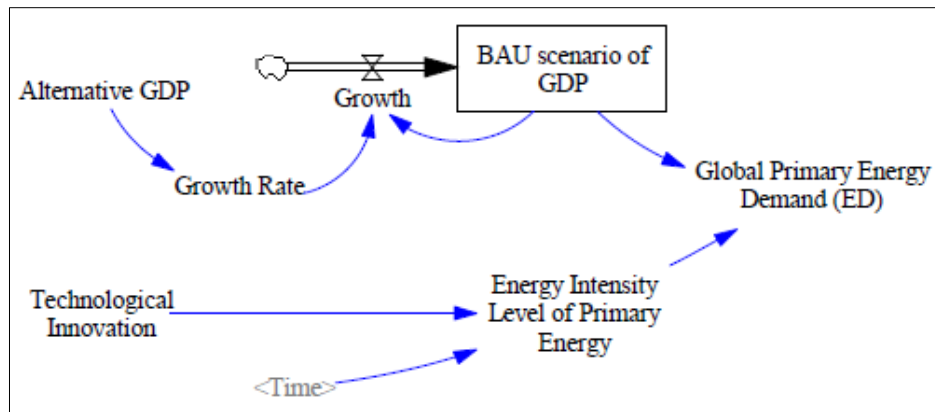 BAU scenario of
GDP
Alternative GDP
Growth
Growth Rate
Global Primary Energy
Demand (ED)
Technological
Innovation
Energy Intensity
Level of Primary
Energy
<Time>